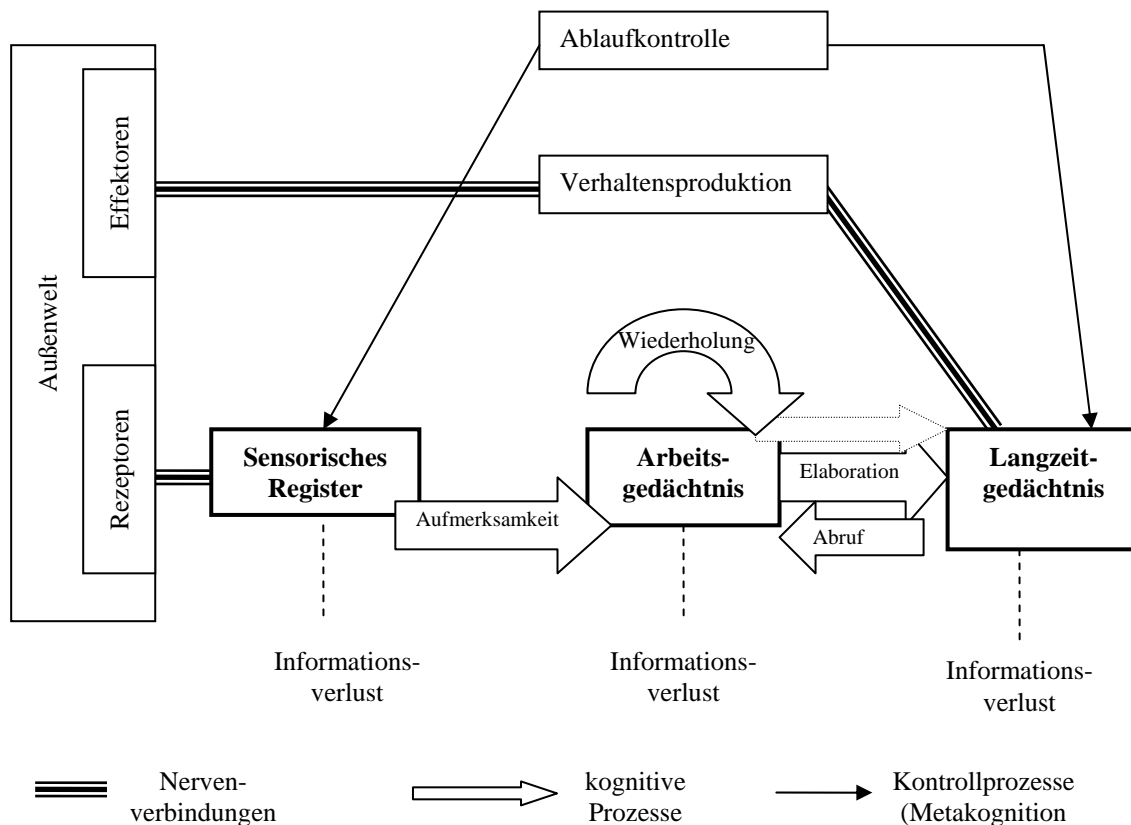 Ablaufkontrolle
Effektoren
Verhaltensproduktion
Außenwelt
Wiederholung
Rezeptoren
Sensorisches
Register
Arbeits-
gedächtnis
Elaboration
Langzeit-
gedächtnis
Aufmerksamkeit
Abruf
Informations-
verlust
Informations-
verlust
Informations-
verlust
Nerven-
verbindungen
kognitive
Prozesse
Kontrollprozesse
(Metakognition